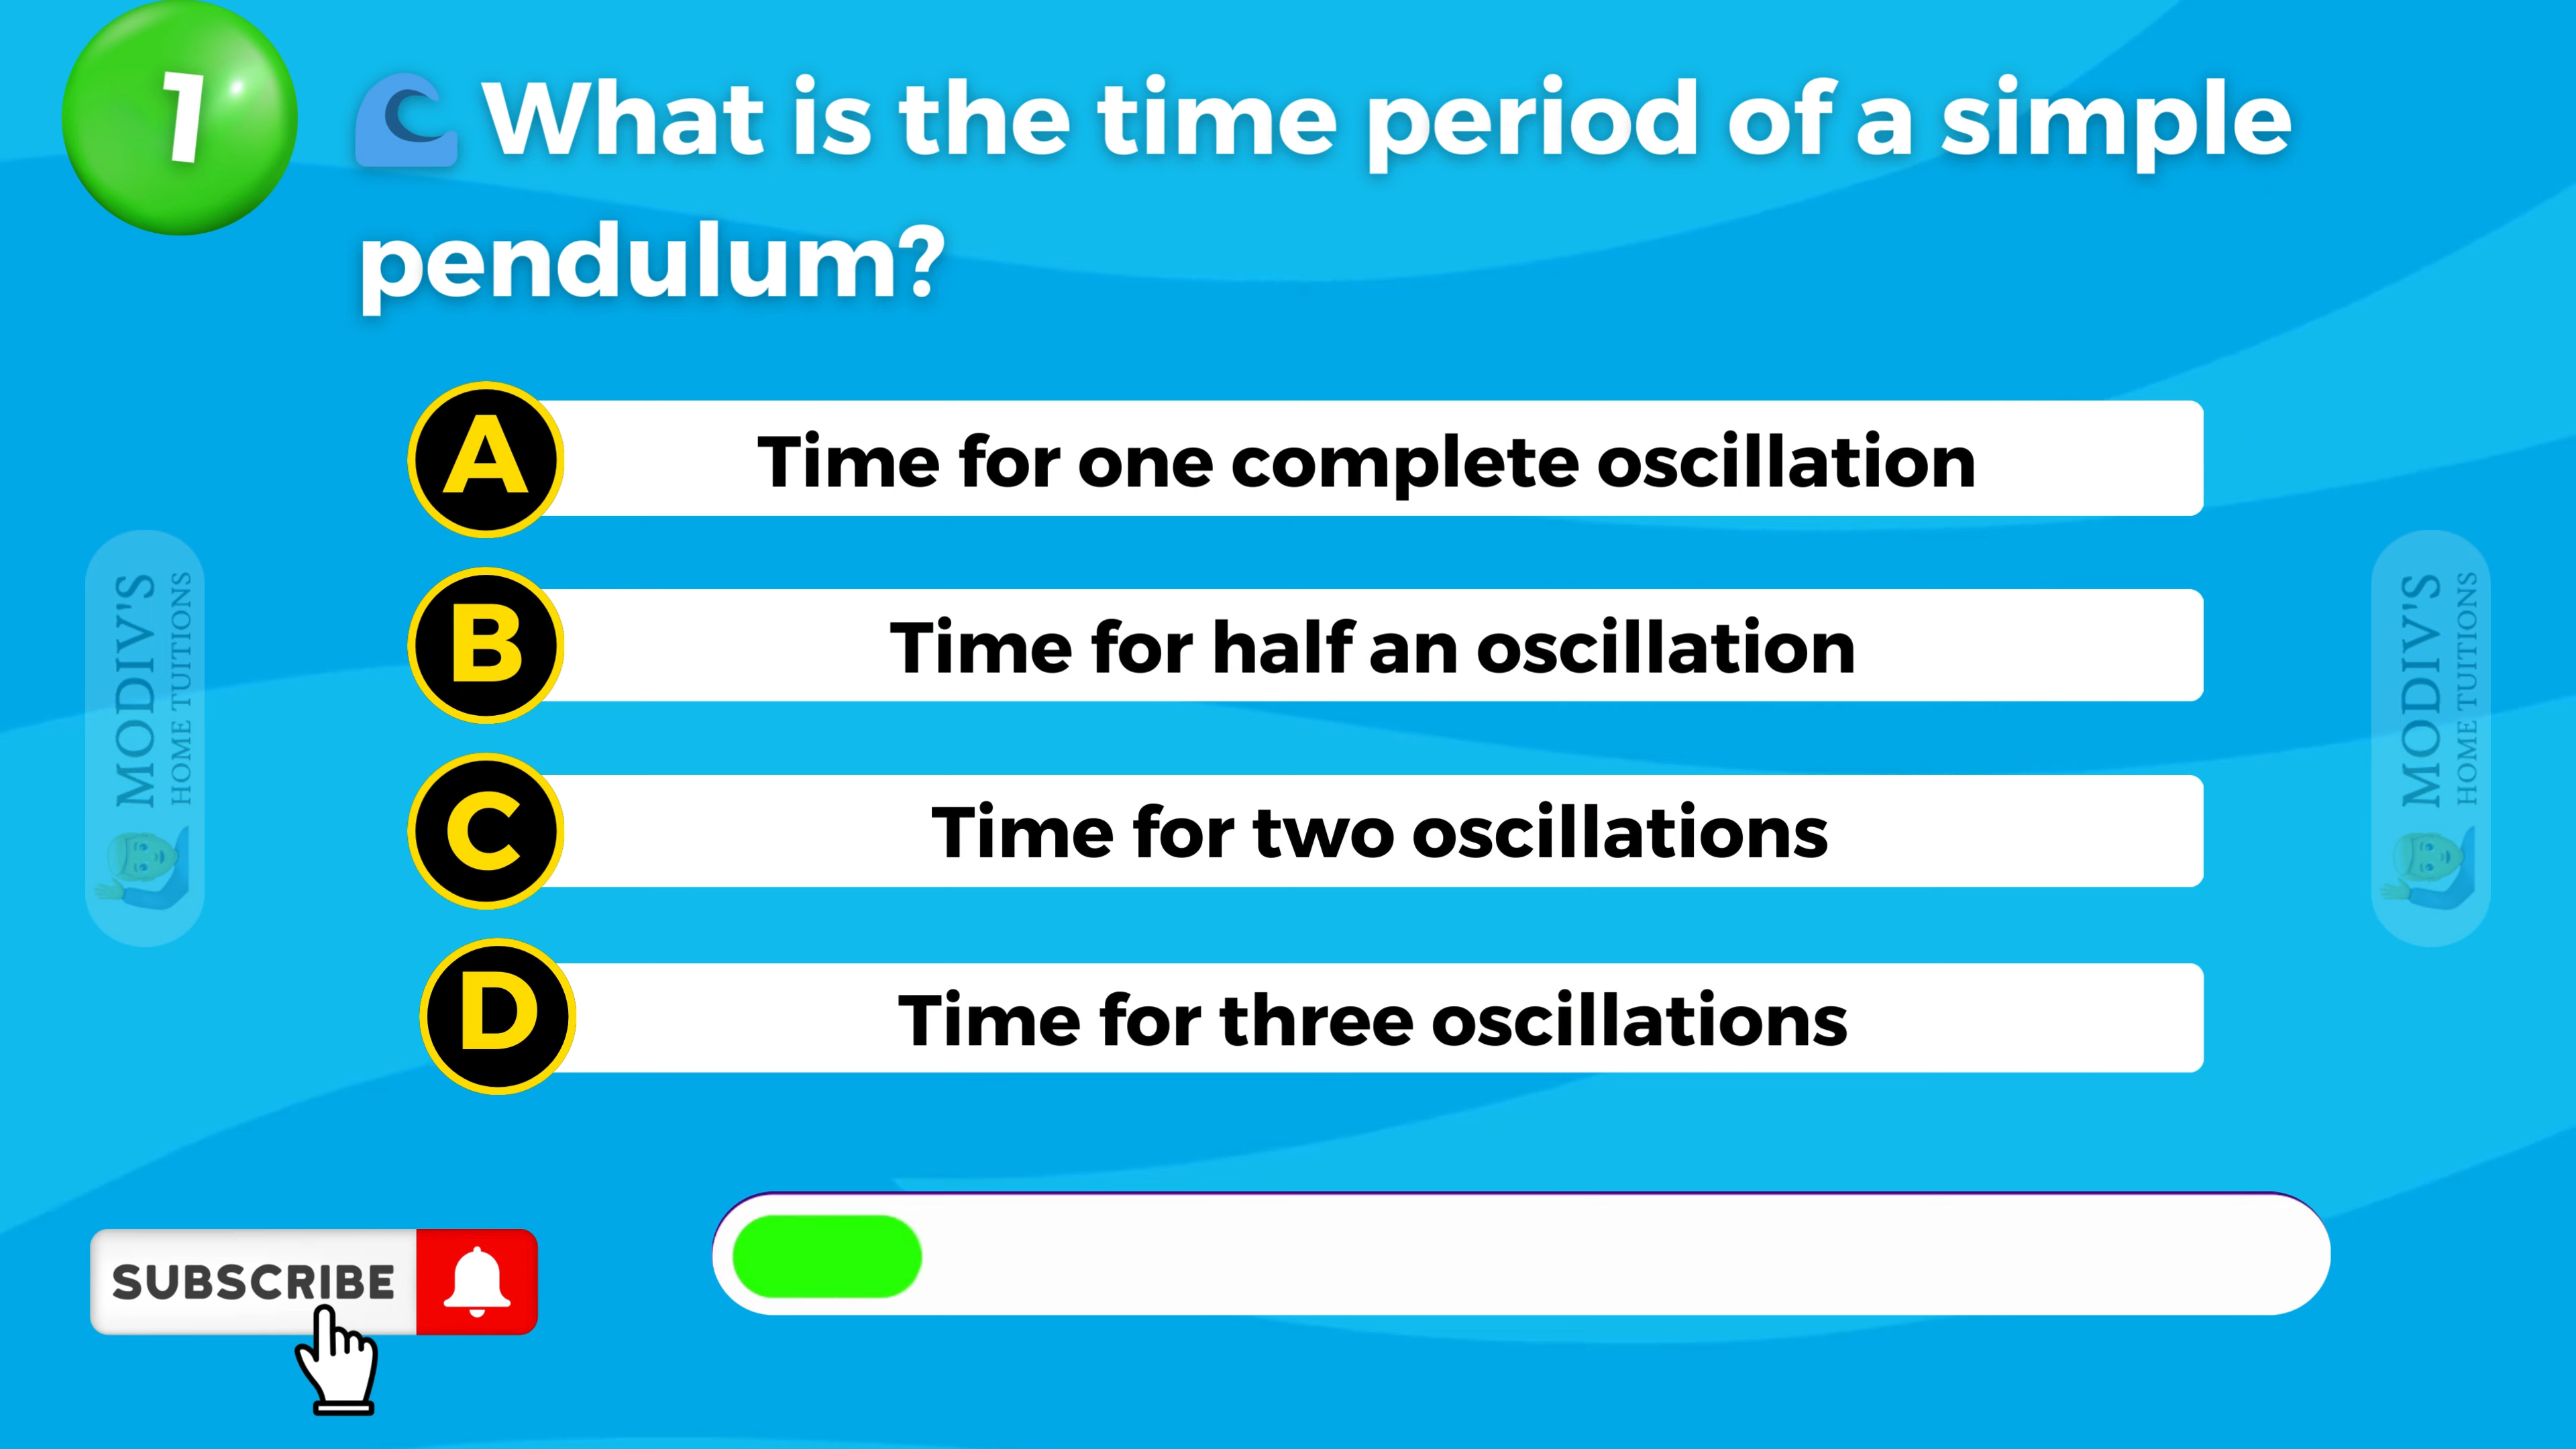 1
🌊 What is the time period of a simple
pendulum?
A Time for one complete oscillation
B Time for half an oscillation
C Time for two oscillations
D Time for three oscillations
MODIV'S
HOME TUITIONS
MODIV'S
HOME TUITIONS
SUBSCRIBE